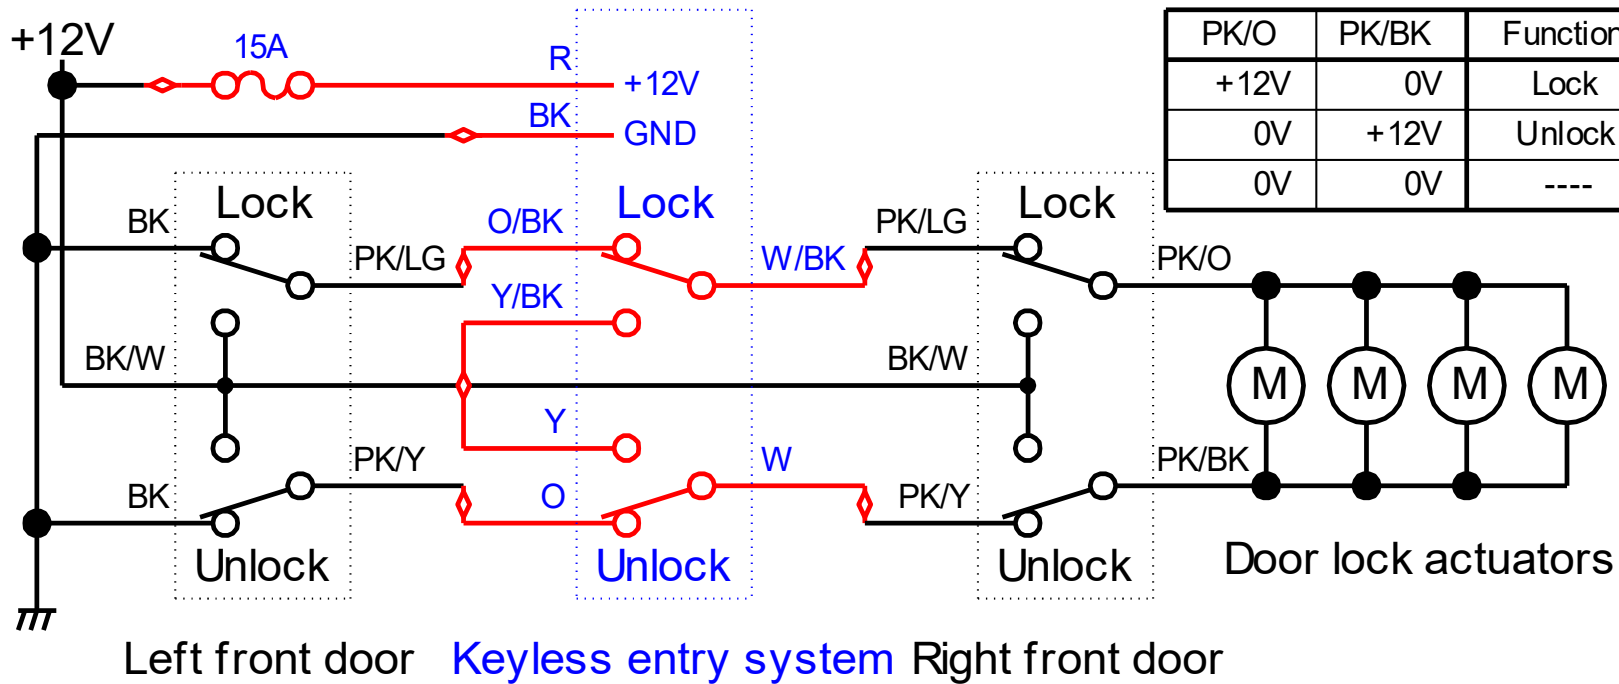 +12V
15A
R
+12V
BK
GND
PK/O PK/BK Function
+12V 0V Lock
0V +12V Unlock
0V 0V ----
Lock
Lock
Lock
BK
PK/LG
O/BK
W/BK
PK/LG
PK/O
Y/BK
BK/W
BK/W
M M M M
Y
PK/Y
W
PK/BK
BK
O
PK/Y
Unlock
Unlock
Unlock
Door lock actuators
Left front door
Keyless entry system
Right front door